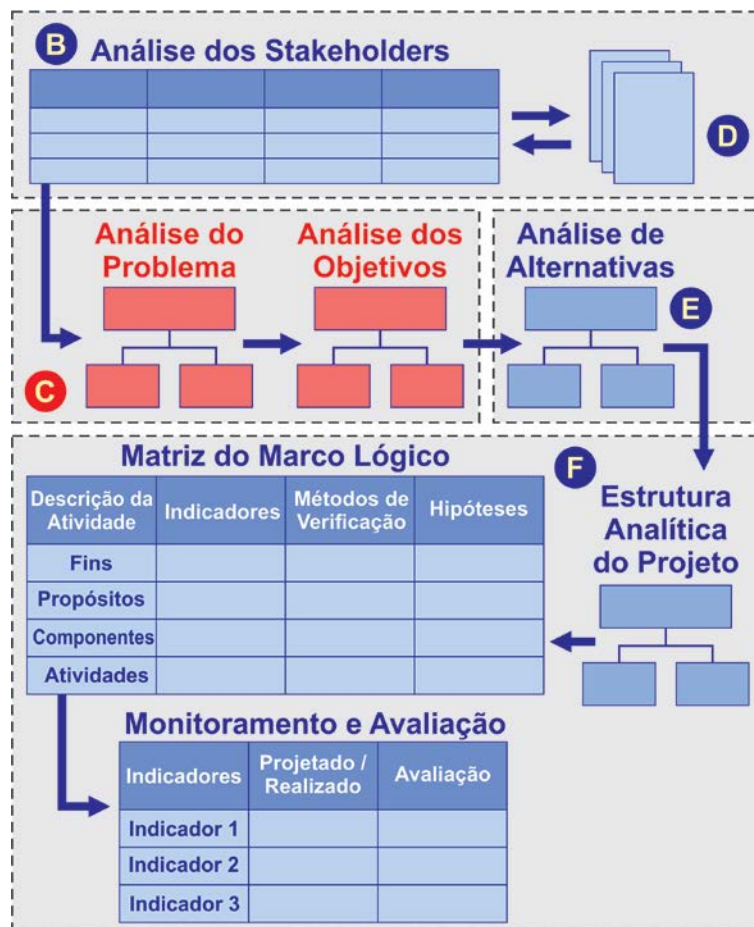 B
Análise dos Stakeholders
D
Análise do
Problema
Análise dos
Objetivos
Análise de
Alternativas
E
C
Matriz do Marco Lógico
F
Descrição da
Atividade
Indicadores
Métodos de
Verificação
Hipóteses
Fins
Propósitos
Componentes
Atividades
Estrutura
Analítica
do Projeto
Monitoramento e Avaliação
Indicadores
Projetado /
Realizado
Avaliação
Indicador 1
Indicador 2
Indicador 3